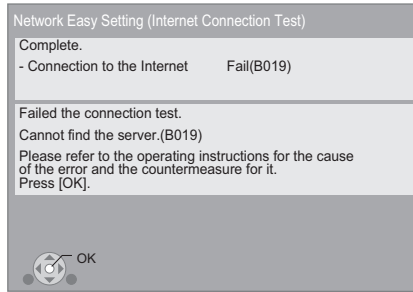 Network Easy Setting (Internet Connection Test)
Complete.
- Connection to the Internet Fail(B019)
Failed the connection test.
Cannot find the server.(B019)
Please refer to the operating instructions for the cause
of the error and the countermeasure for it.
Press [OK].
OK